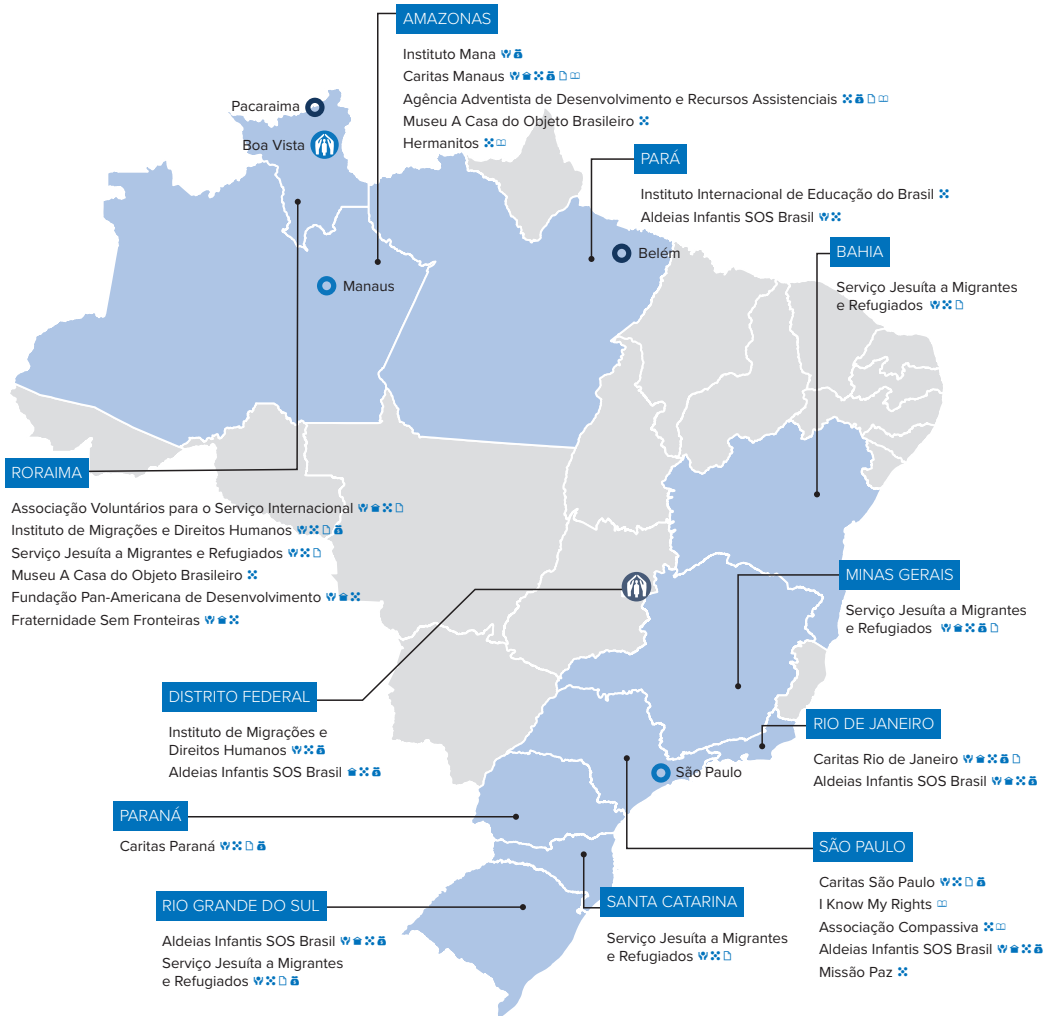 AMAZONAS
Instituto Mana
Caritas Manaus
Agência Adventista de Desenvolvimento e Recursos Assistenciais
Museu A Casa do Objeto Brasileiro
Hermanitos
Pacaraima
Boa Vista
PARÁ
Instituto Internacional de Educação do Brasil
Aldeias Infantis SOS Brasil
Belém
Manaus
BAHIA
Serviço Jesuíta a Migrantes
e Refugiados
RORAIMA
Associação Voluntários para o Serviço Internacional
Instituto de Migrações e Direitos Humanos
Serviço Jesuíta a Migrantes e Refugiados
Museu A Casa do Objeto Brasileiro
Fundação Pan-Americana de Desenvolvimento
Fraternidade Sem Fronteiras
MINAS GERAIS
Serviço Jesuíta a Migrantes
e Refugiados
DISTRITO FEDERAL
Instituto de Migrações e
Direitos Humanos
Aldeias Infantis SOS Brasil
RIO DE JANEIRO
Caritas Rio de Janeiro
Aldeias Infantis SOS Brasil
São Paulo
PARANÁ
Caritas Paraná
SÃO PAULO
Caritas São Paulo
I Know My Rights
Associação Compassiva
Aldeias Infantis SOS Brasil
Missão Paz
RIO GRANDE DO SUL
Aldeias Infantis SOS Brasil
Serviço Jesuíta a Migrantes
e Refugiados
SANTA CATARINA
Serviço Jesuíta a Migrantes
e Refugiados